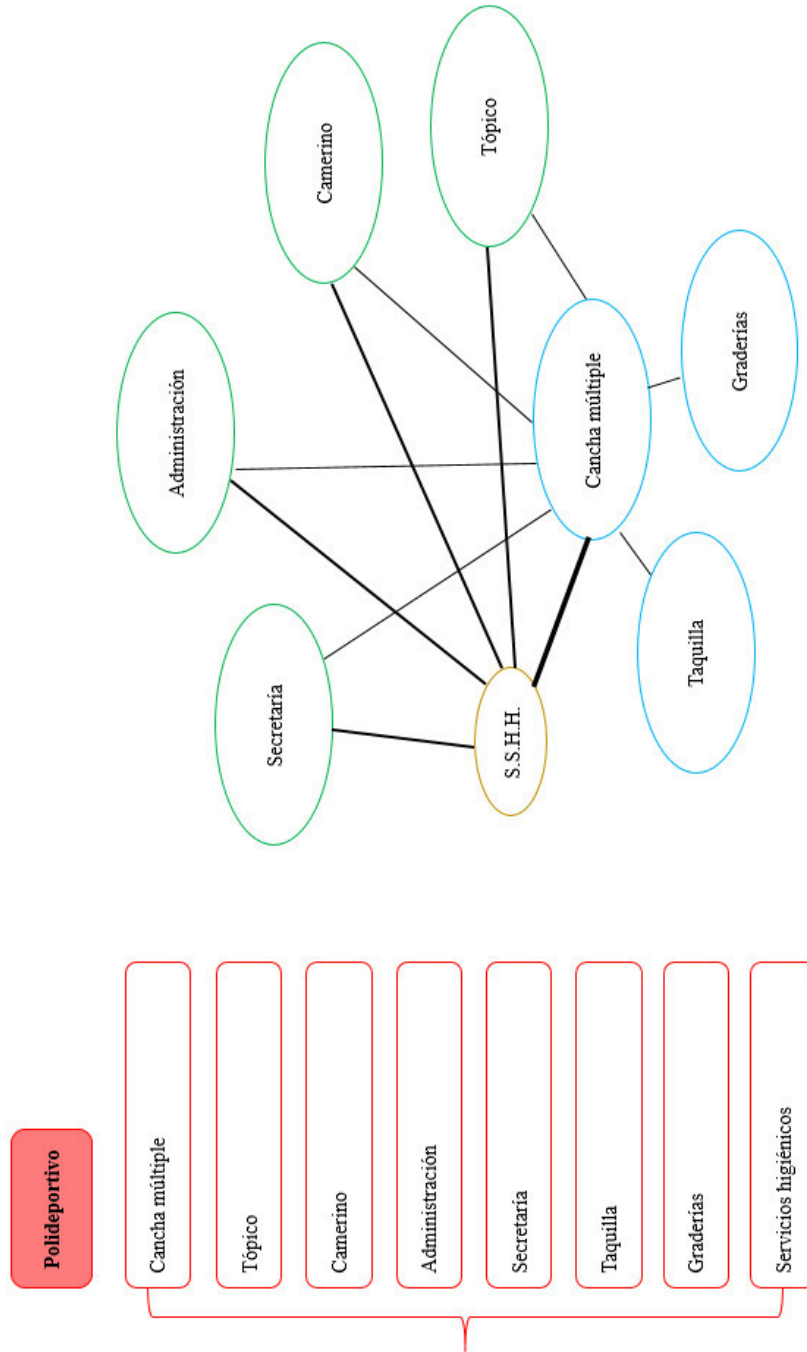 Polideportivo
Cancha múltiple
Tópico
Camerino
Administración
Secretaría
Taquilla
Graderías
Servicios higiénicos
Administración
Camerino
Secretaría
Tópico
S.S.H.H.
Cancha múltiple
Taquilla
Graderías